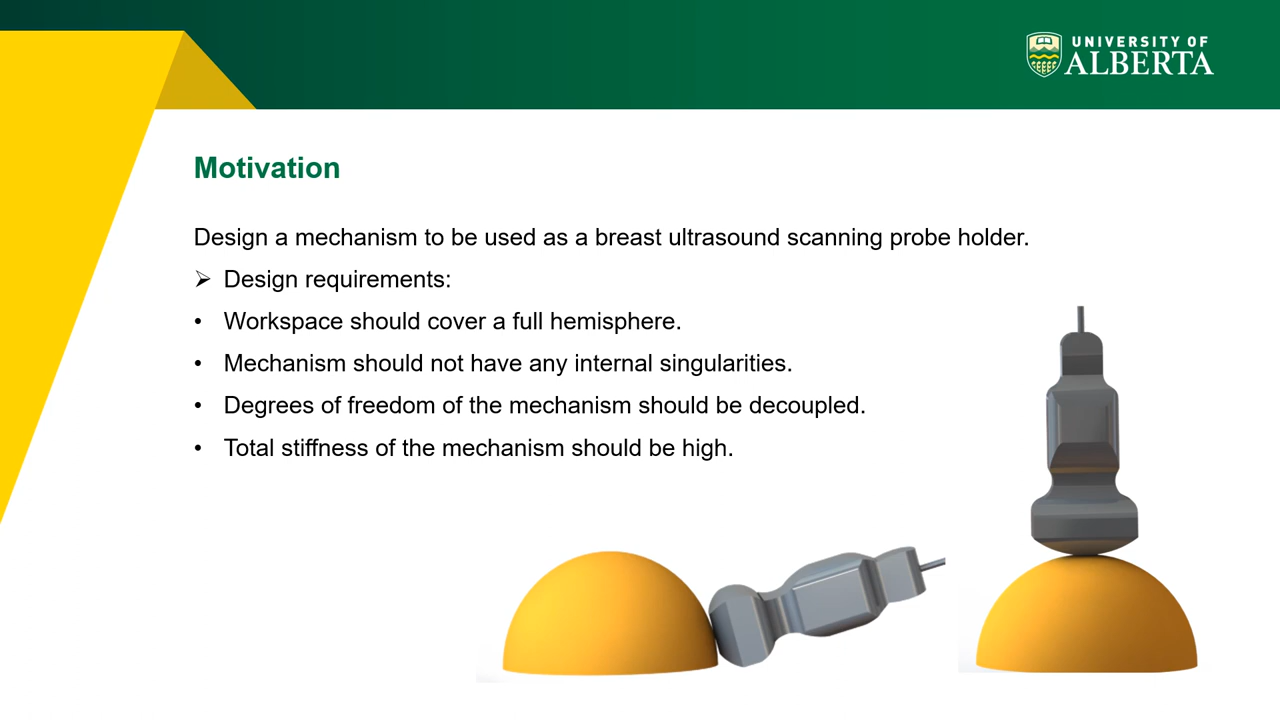 UNIVERSITY OF
ALBERTA
Motivation
Design a mechanism to be used as a breast ultrasound scanning probe holder.
➢ Design requirements:
• Workspace should cover a full hemisphere.
• Mechanism should not have any internal singularities.
• Degrees of freedom of the mechanism should be decoupled.
• Total stiffness of the mechanism should be high.